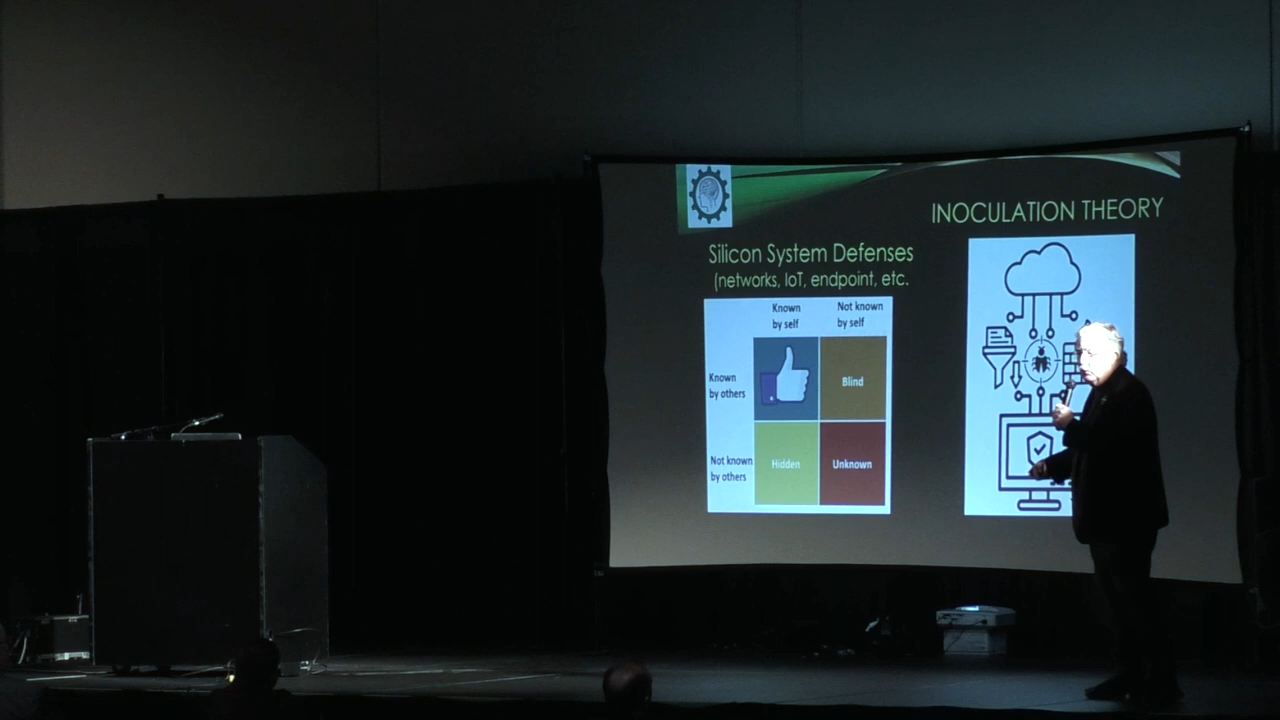 INOCULATION THEORY
Silicon System Defenses
(networks, IoT, endpoint, etc.
Known
by self
Not known
by self
Known
by others
Blind
Not known
by others
Hidden
Unknown